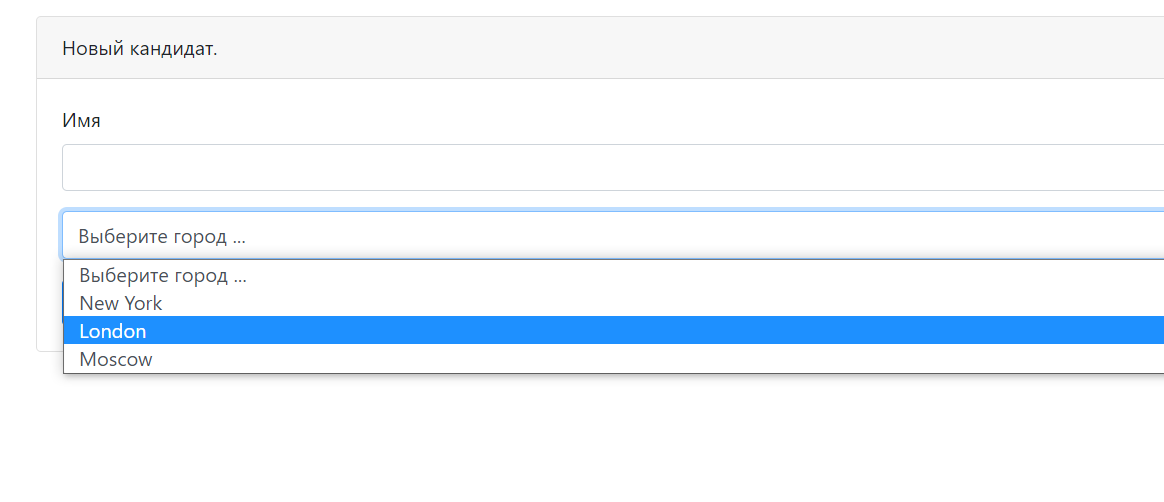 Новый кандидат.
Имя
Выберите город ...
Выберите город ...
New York
London
Moscow